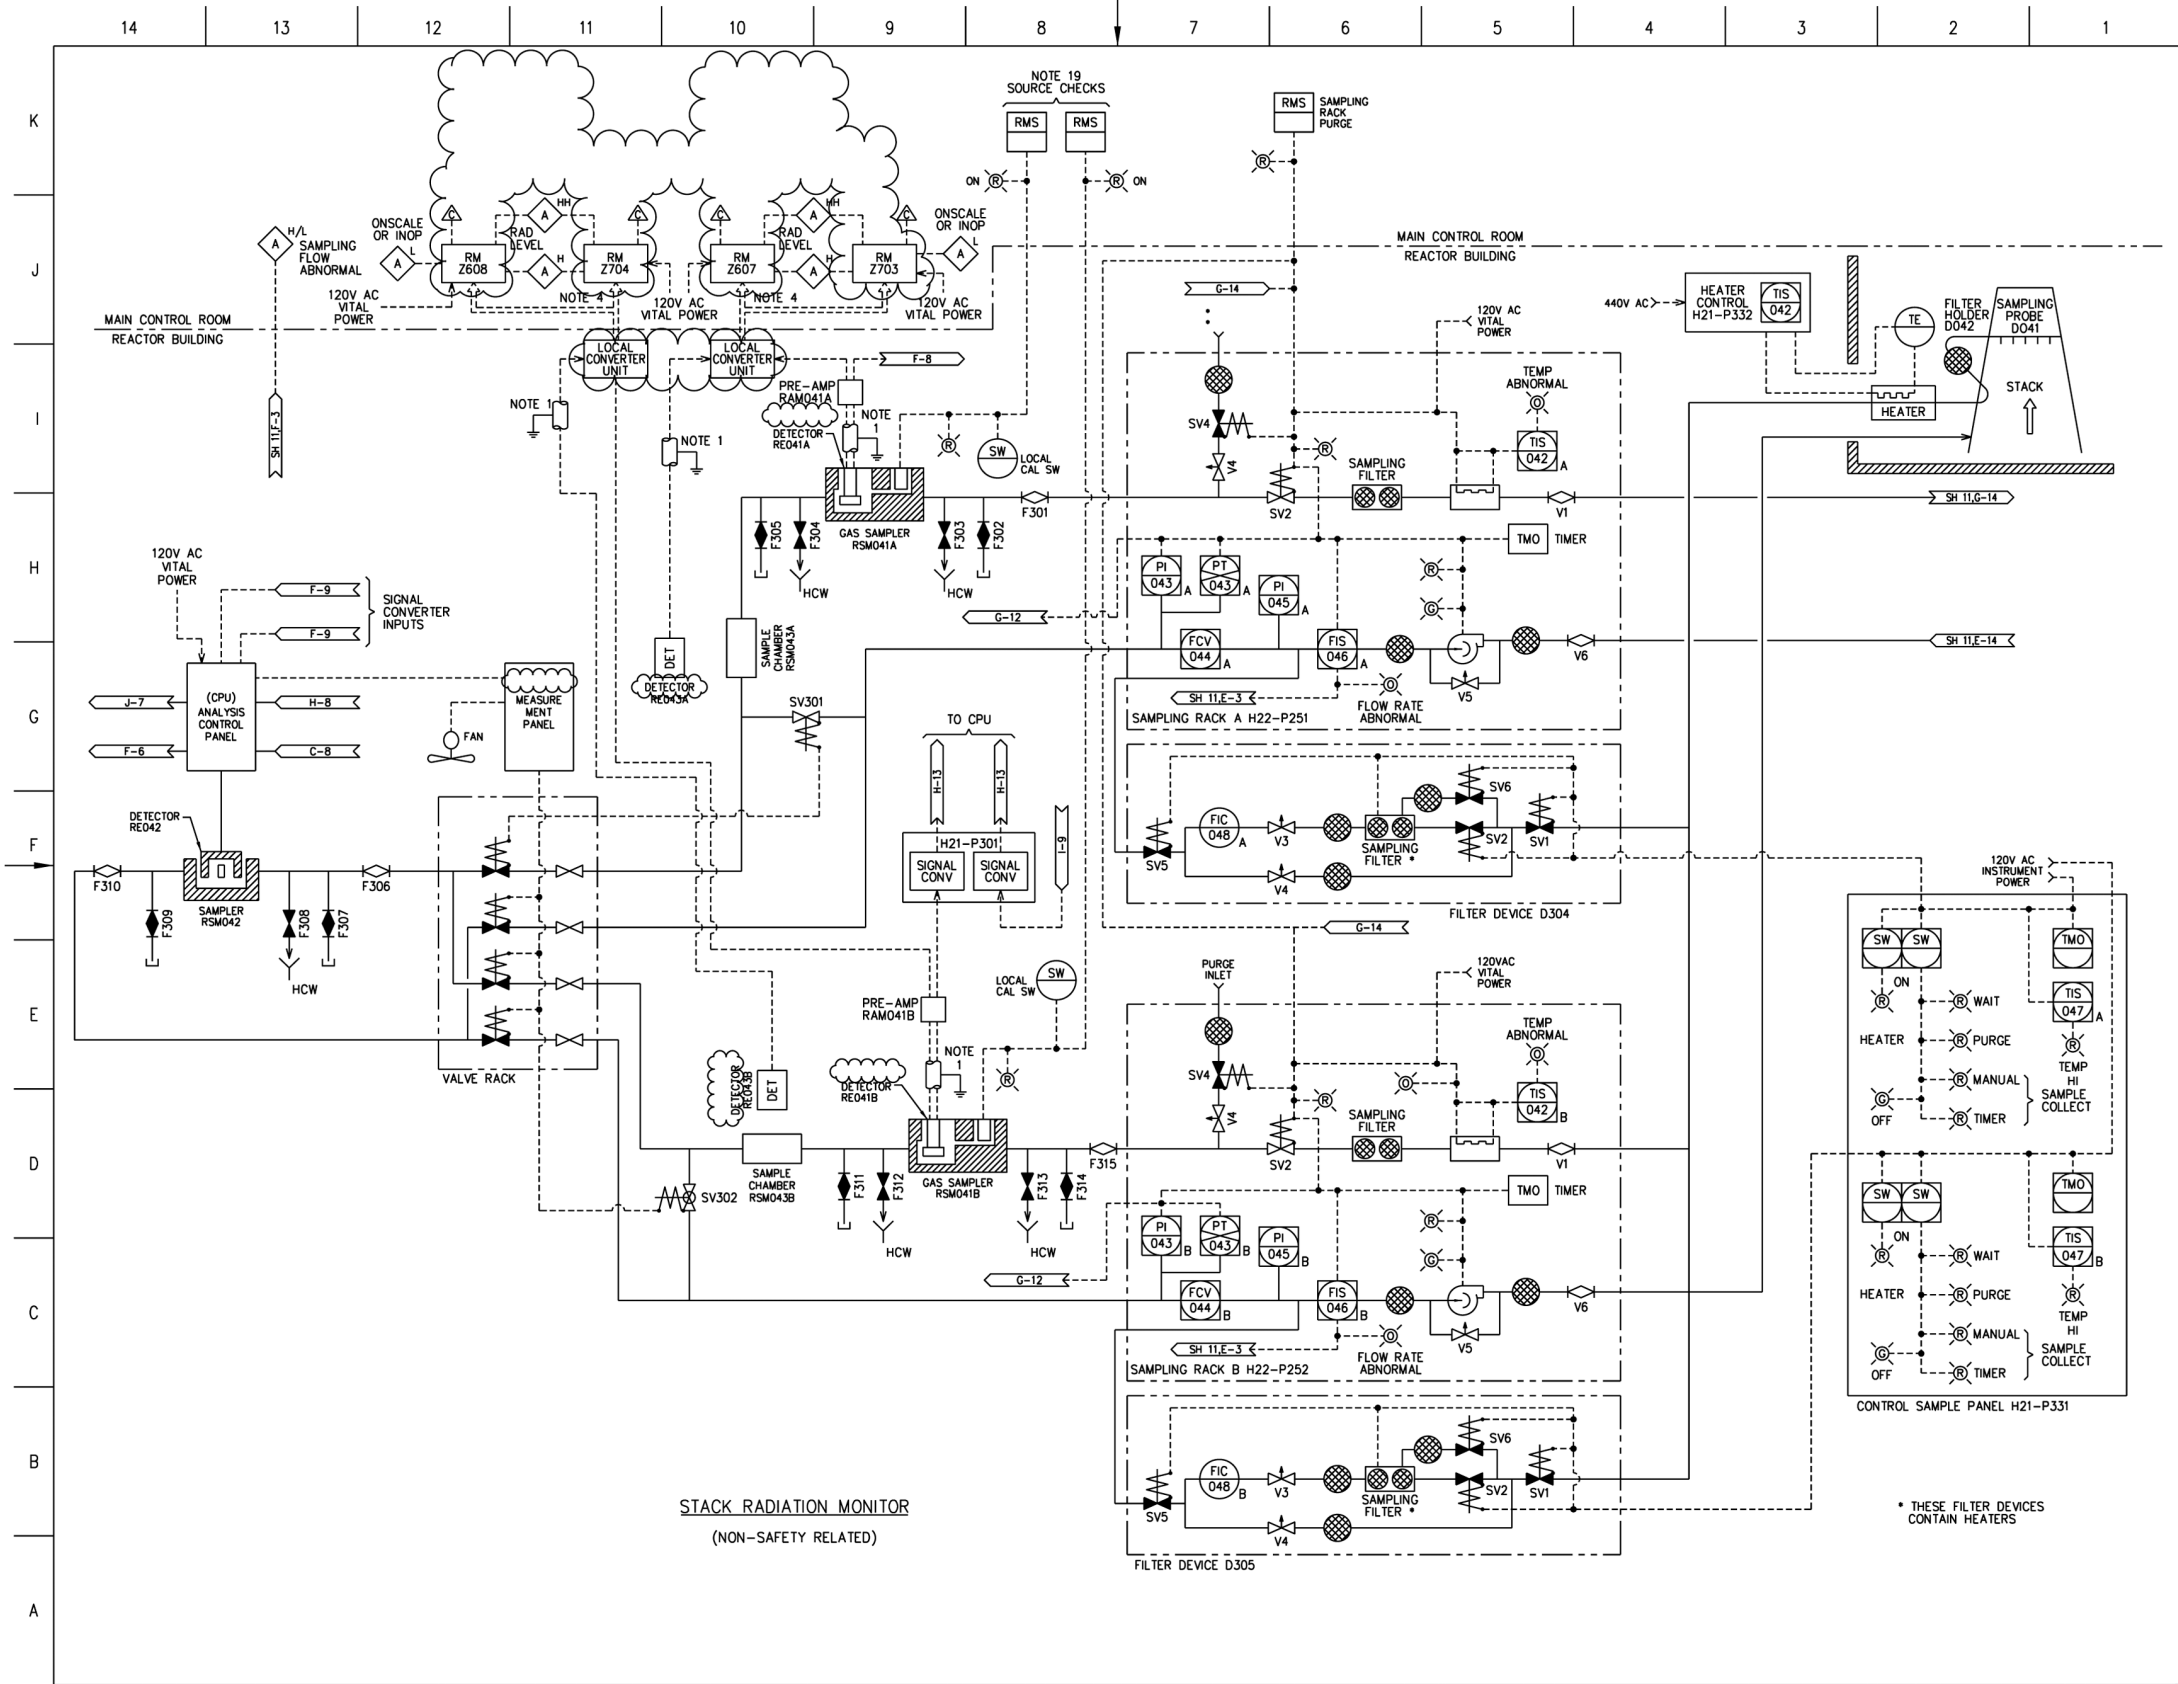 14 13 12 11 10 9 8 7 6 5 4 3 2 1
K
J
I
H
G
F
E
D
C
B
A
NOTE 19
SOURCE CHECKS
RMS
RMS
ON
R
R
ON
RMS
SAMPLING
RACK
PURGE
R
A
H/L
SAMPLING
FLOW
ABNORMAL
SH 11,F-3
ONSCALE
OR INOP
A
L
120V AC
VITAL
POWER
C
RM
Z608
A
HH
RAD
LEVEL
A
H
C
RM
Z704
NOTE 4
120V AC
VITAL POWER
C
RM
Z607
A
HH
RAD
LEVEL
A
H
NOTE 4
C
RM
Z703
ONSCALE
OR INOP
A
L
120V AC
VITAL POWER
MAIN CONTROL ROOM
REACTOR BUILDING
MAIN CONTROL ROOM
REACTOR BUILDING
LOCAL
CONVERTER
UNIT
LOCAL
CONVERTER
UNIT
F-8
NOTE 1
NOTE 1
PRE-AMP
RAM041A
DETECTOR
RE041A
NOTE
1
R
SW
LOCAL
CAL SW
GAS SAMPLER
RSM041A
F305
F304
HCW
F303
HCW
F302
F301
G-14
*
*
120V AC
VITAL
POWER
SV4
V4
R
SV2
SAMPLING
FILTER
TEMP
ABNORMAL
O
TIS
042
A
V1
SH 11,G-14
TMO
TIMER
PI
043
A
PT
043
A
PI
045
A
R
G
G-12
FCV
044
A
FIS
046
A
V6
V5
SH 11,E-14
SH 11,E-3
O
FLOW RATE
ABNORMAL
SAMPLING RACK A H22-P251
440V AC
HEATER
CONTROL
H21-P332
TIS
042
TE
FILTER
HOLDER
D042
SAMPLING
PROBE
D041
HEATER
STACK
120V AC
VITAL
POWER
F-9
F-9
SIGNAL
CONVERTER
INPUTS
(CPU)
ANALYSIS
CONTROL
PANEL
J-7
F-6
H-8
C-8
FAN
MEASURE
MENT
PANEL
DET
DETECTOR
RE043A
SAMPLE
CHAMBER
RSM043A
SV301
TO CPU
H-13
H-13
I-9
H21-P301
SIGNAL
CONV
SIGNAL
CONV
DETECTOR
RE042
SAMPLER
RSM042
F310
F309
F308
HCW
F307
F306
VALVE RACK
SV5
FIC
048
A
V3
V4
SAMPLING
FILTER *
SV6
SV2
SV1
FILTER DEVICE D304
G-14
PRE-AMP
RAM041B
LOCAL
CAL SW
SW
NOTE
1
R
DETECTOR
RE041B
DETECTOR
RE043B
DET
SAMPLE
CHAMBER
RSM043B
SV302
GAS SAMPLER
RSM041B
F311
F312
HCW
F313
HCW
F314
F315
PURGE
INLET
120VAC
VITAL
POWER
SV4
V4
R
O
SV2
SAMPLING
FILTER
TEMP
ABNORMAL
O
TIS
042
B
V1
TMO
TIMER
PI
043
B
PT
043
B
PI
045
B
R
G
G-12
FCV
044
B
FIS
046
B
V6
V5
SH 11,E-3
O
FLOW RATE
ABNORMAL
SAMPLING RACK B H22-P252
SV5
FIC
048
B
V3
V4
SAMPLING
FILTER *
SV6
SV2
SV1
FILTER DEVICE D305
120V AC
INSTRUMENT
POWER
SW
SW
TMO
ON
R
R WAIT
TIS
047
A
HEATER
R PURGE
R
TEMP
HI
R MANUAL
G
OFF
R TIMER
SAMPLE
COLLECT
SW
SW
TMO
ON
R
R WAIT
TIS
047
B
HEATER
R PURGE
R
TEMP
HI
R MANUAL
G
OFF
R TIMER
SAMPLE
COLLECT
CONTROL SAMPLE PANEL H21-P331
STACK RADIATION MONITOR
(NON-SAFETY RELATED)
* THESE FILTER DEVICES
CONTAIN HEATERS